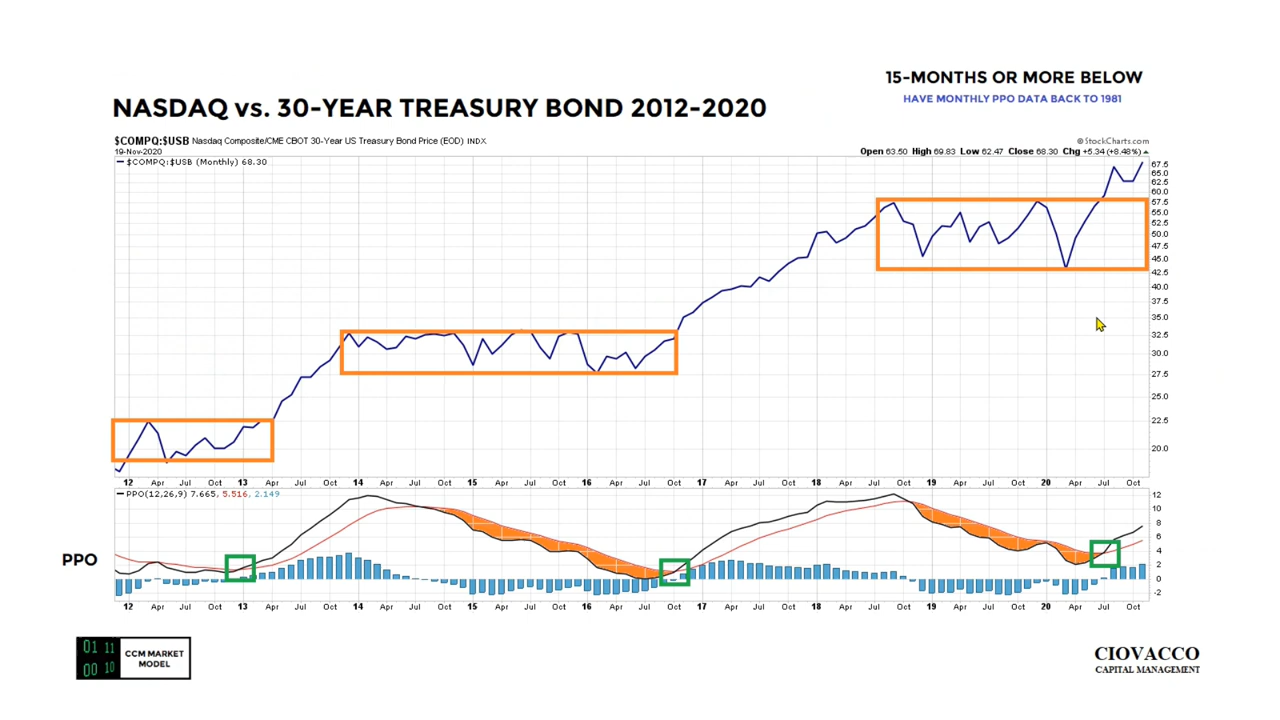 15-MONTHS OR MORE BELOW
HAVE MONTHLY PPO DATA BACK TO 1981
NASDAQ vs. 30-YEAR TREASURY BOND 2012-2020
$COMPQ:$USB Nasdaq Composite/CME CBOT 30-Year US Treasury Bond Price (EOD) INDX
© StockCharts.com
19-Nov-2020
Open 63.50 High 69.83 Low 62.47 Close 68.30 Chg +5.34 (+8.48%)
$COMPQ:$USB (Monthly) 68.30
67.5
65.0
62.5
60.0
57.5
55.0
52.5
50.0
47.5
45.0
42.5
40.0
37.5
35.0
32.5
30.0
27.5
25.0
22.5
20.0
12 Apr Jul Oct 13 Apr Jul Oct 14 Apr Jul Oct 15 Apr Jul Oct 16 Apr Jul Oct 17 Apr Jul Oct 18 Apr Jul Oct 19 Apr Jul Oct 20 Apr Jul Oct
PPO(12,26,9) 7.665, 5.516, 2.149
12
10
8
6
4
2
0
-2
PPO
12 Apr Jul Oct 13 Apr Jul Oct 14 Apr Jul Oct 15 Apr Jul Oct 16 Apr Jul Oct 17 Apr Jul Oct 18 Apr Jul Oct 19 Apr Jul Oct 20 Apr Jul Oct
01 11
00 10
CCM MARKET
MODEL
CIOVACCO
CAPITAL MANAGEMENT